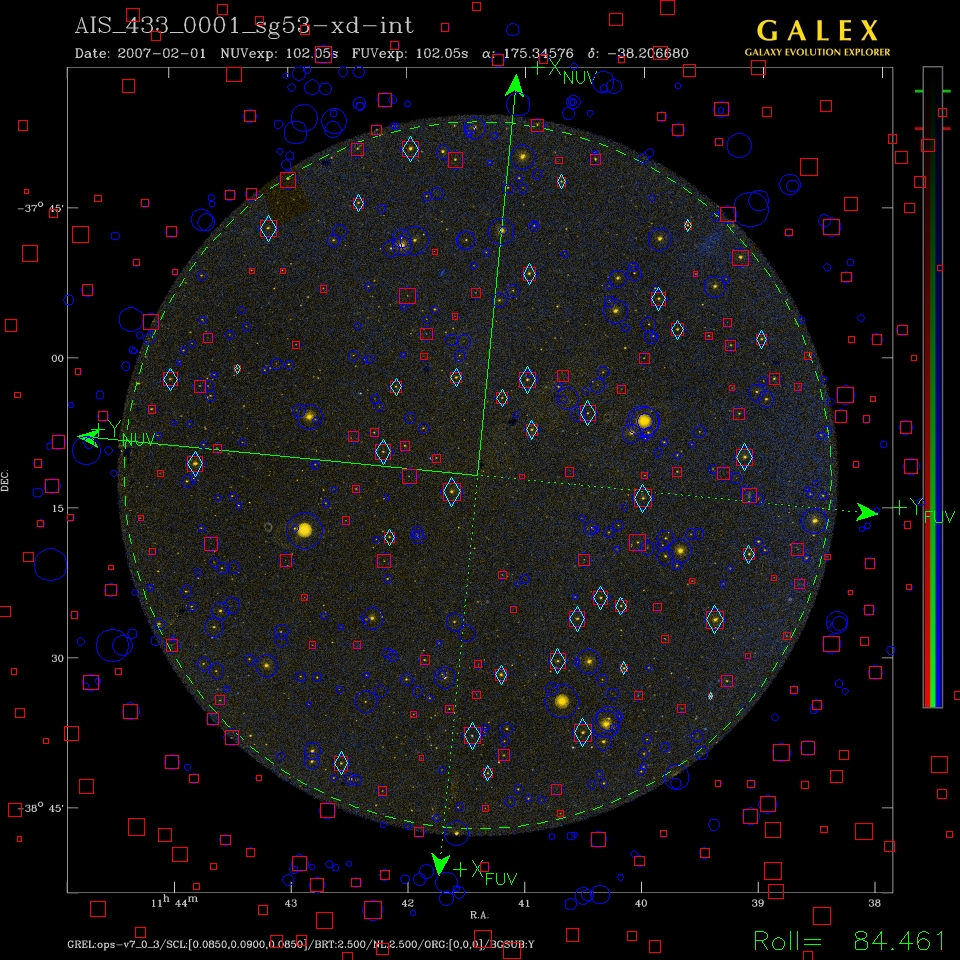 AIS_433_0001_sg53-xd-int
GALEX
GALAXY EVOLUTION EXPLORER
Date: 2007-02-01 NUVexp: 102.05s FUVexp: 102.05s α: 175.34576 δ: -38.206680
+X NUV
-37° 45'
00
+Y NUV
DEC.
15
+Y FUV
30
-38° 45'
+X FUV
11h 44m 43 42 41 40 39 38
R.A.
GREL:ops-v7_0_3/SCL:[0.0850,0.0900,0.0850]/BRT:2.500/NL:2.500/ORG:[0,0,0]/BGSUB:Y
Roll= 84.461